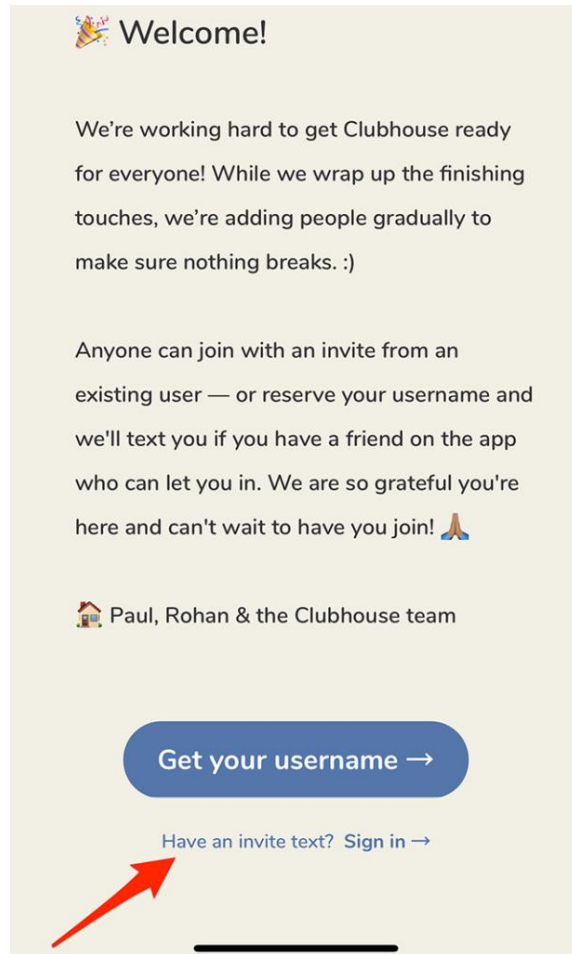 🎉 Welcome!
We’re working hard to get Clubhouse ready
for everyone! While we wrap up the finishing
touches, we’re adding people gradually to
make sure nothing breaks. :)
Anyone can join with an invite from an
existing user — or reserve your username and
we'll text you if you have a friend on the app
who can let you in. We are so grateful you're
here and can't wait to have you join! 🙏🏽
🏠 Paul, Rohan & the Clubhouse team
Get your username →
Have an invite text? Sign in →